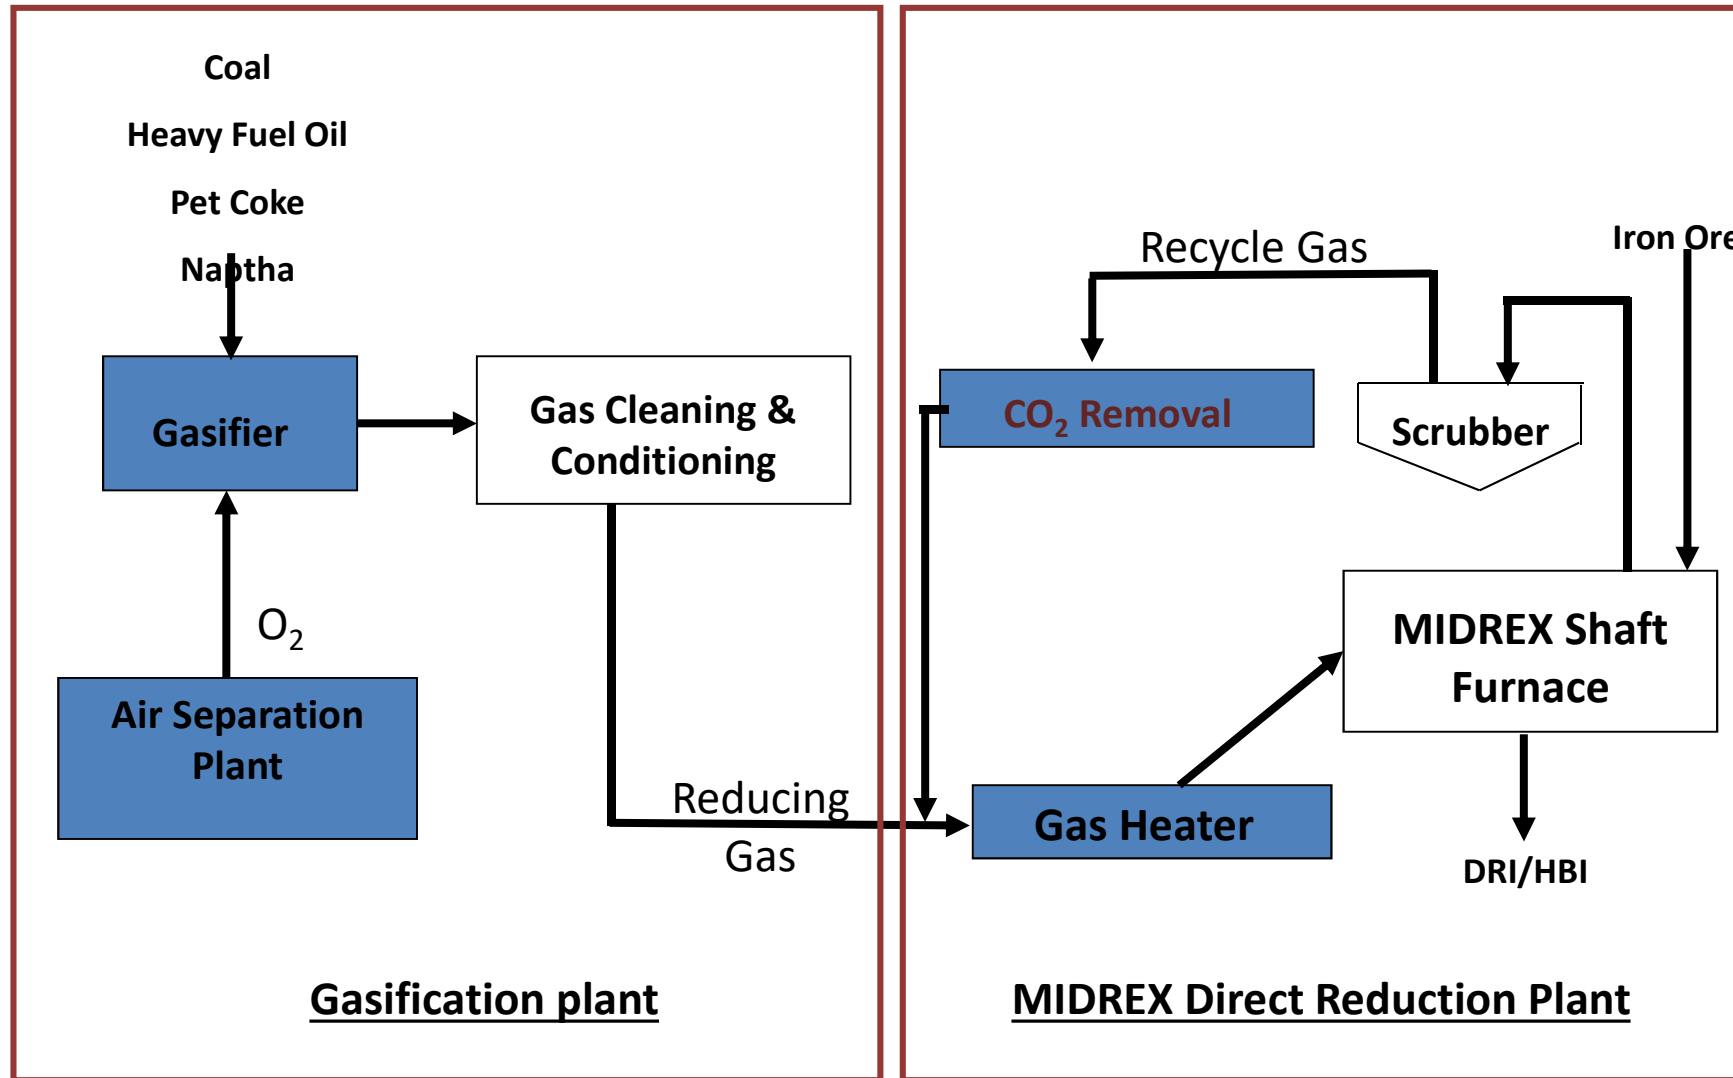 Coal
Heavy Fuel Oil
Pet Coke
Naptha
Gasifier
Gas Cleaning &
Conditioning
O₂
Air Separation
Plant
Reducing
Gas
Gasification plant
Recycle Gas
Iron Ore
CO₂ Removal
Scrubber
MIDREX Shaft
Furnace
Gas Heater
DRI/HBI
MIDREX Direct Reduction Plant